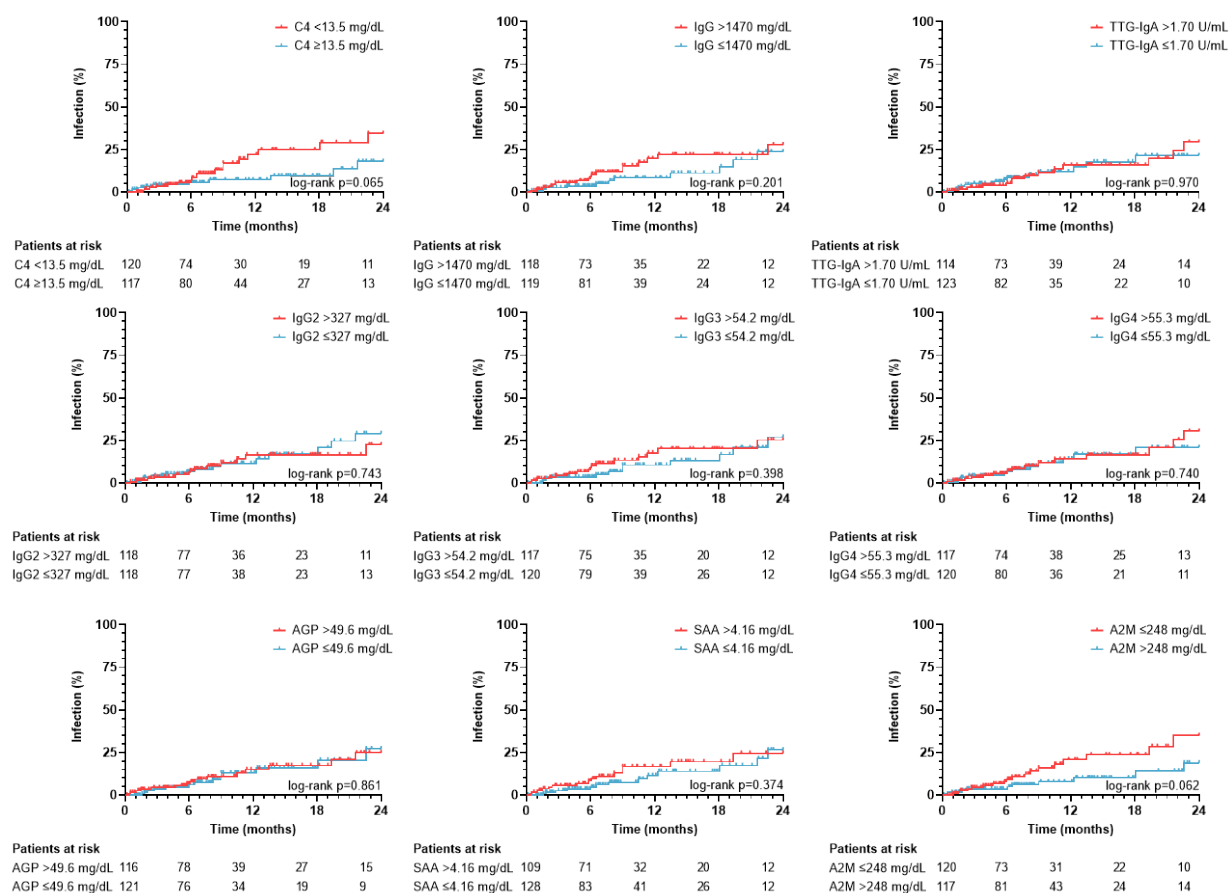 C4 <13.5 mg/dL
C4 ≥13.5 mg/dL
Infection (%)
100
75
50
25
0
log-rank p=0.065
0 6 12 18 24
Time (months)
Patients at risk
C4 <13.5 mg/dL 120 74 30 19 11
C4 ≥13.5 mg/dL 117 80 44 27 13
IgG >1470 mg/dL
IgG ≤1470 mg/dL
Infection (%)
100
75
50
25
0
log-rank p=0.201
0 6 12 18 24
Time (months)
Patients at risk
IgG >1470 mg/dL 118 73 35 22 12
IgG ≤1470 mg/dL 119 81 39 24 12
TTG-IgA >1.70 U/mL
TTG-IgA ≤1.70 U/mL
Infection (%)
100
75
50
25
0
log-rank p=0.970
0 6 12 18 24
Time (months)
Patients at risk
TTG-IgA >1.70 U/mL 114 73 39 24 14
TTG-IgA ≤1.70 U/mL 123 82 35 22 10
IgG2 >327 mg/dL
IgG2 ≤327 mg/dL
Infection (%)
100
75
50
25
0
log-rank p=0.743
0 6 12 18 24
Time (months)
Patients at risk
IgG2 >327 mg/dL 118 77 36 23 11
IgG2 ≤327 mg/dL 118 77 38 23 13
IgG3 >54.2 mg/dL
IgG3 ≤54.2 mg/dL
Infection (%)
100
75
50
25
0
log-rank p=0.398
0 6 12 18 24
Time (months)
Patients at risk
IgG3 >54.2 mg/dL 117 75 35 20 12
IgG3 ≤54.2 mg/dL 120 79 39 26 12
IgG4 >55.3 mg/dL
IgG4 ≤55.3 mg/dL
Infection (%)
100
75
50
25
0
log-rank p=0.740
0 6 12 18 24
Time (months)
Patients at risk
IgG4 >55.3 mg/dL 117 74 38 25 13
IgG4 ≤55.3 mg/dL 120 80 36 21 11
AGP >49.6 mg/dL
AGP ≤49.6 mg/dL
Infection (%)
100
75
50
25
0
log-rank p=0.861
0 6 12 18 24
Time (months)
Patients at risk
AGP >49.6 mg/dL 116 78 39 27 15
AGP ≤49.6 mg/dL 121 76 34 19 9
SAA >4.16 mg/dL
SAA ≤4.16 mg/dL
Infection (%)
100
75
50
25
0
log-rank p=0.374
0 6 12 18 24
Time (months)
Patients at risk
SAA >4.16 mg/dL 109 71 32 20 12
SAA ≤4.16 mg/dL 128 83 41 26 12
A2M ≤248 mg/dL
A2M >248 mg/dL
Infection (%)
100
75
50
25
0
log-rank p=0.062
0 6 12 18 24
Time (months)
Patients at risk
A2M ≤248 mg/dL 120 73 31 22 10
A2M >248 mg/dL 117 81 43 24 14